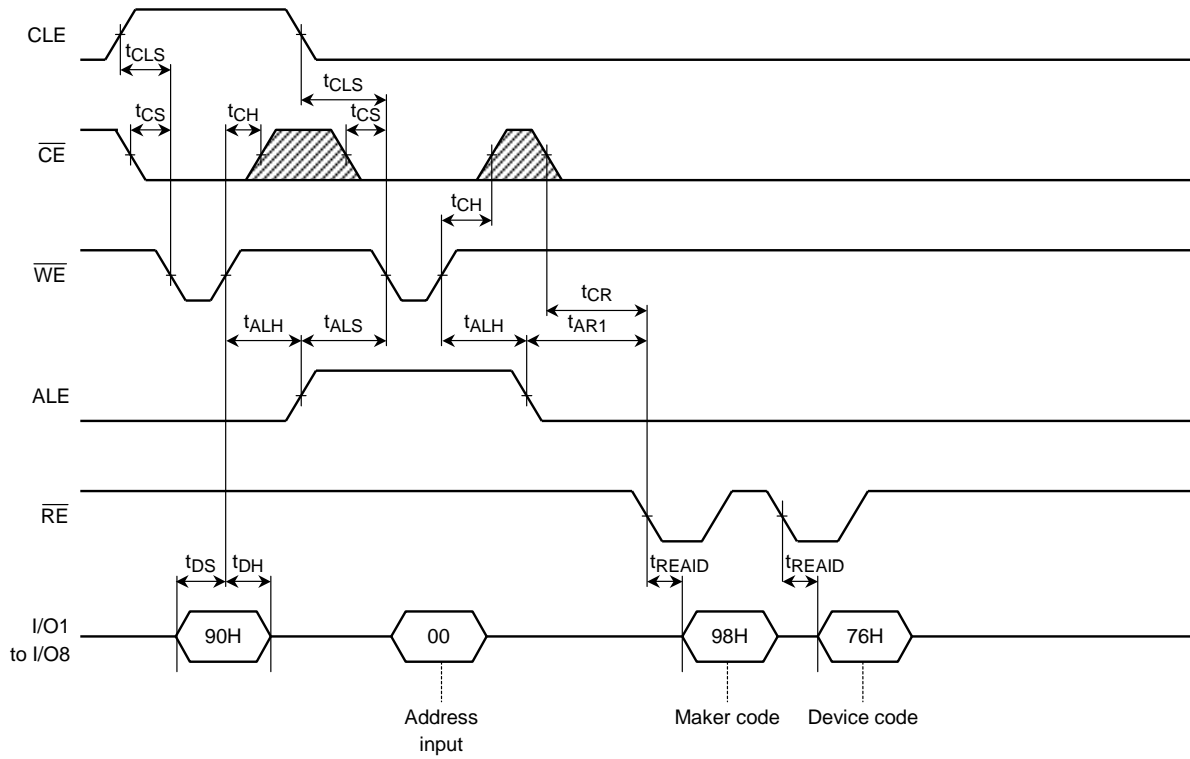 CLE
tCLS
tCLS
tCS
tCH
tCS
CE
tCH
WE
tCR
tALH
tALS
tALH
tAR1
ALE
RE
tDS
tDH
tREAID
tREAID
I/O1
to I/O8
90H
00
98H
76H
Address
input
Maker code
Device code